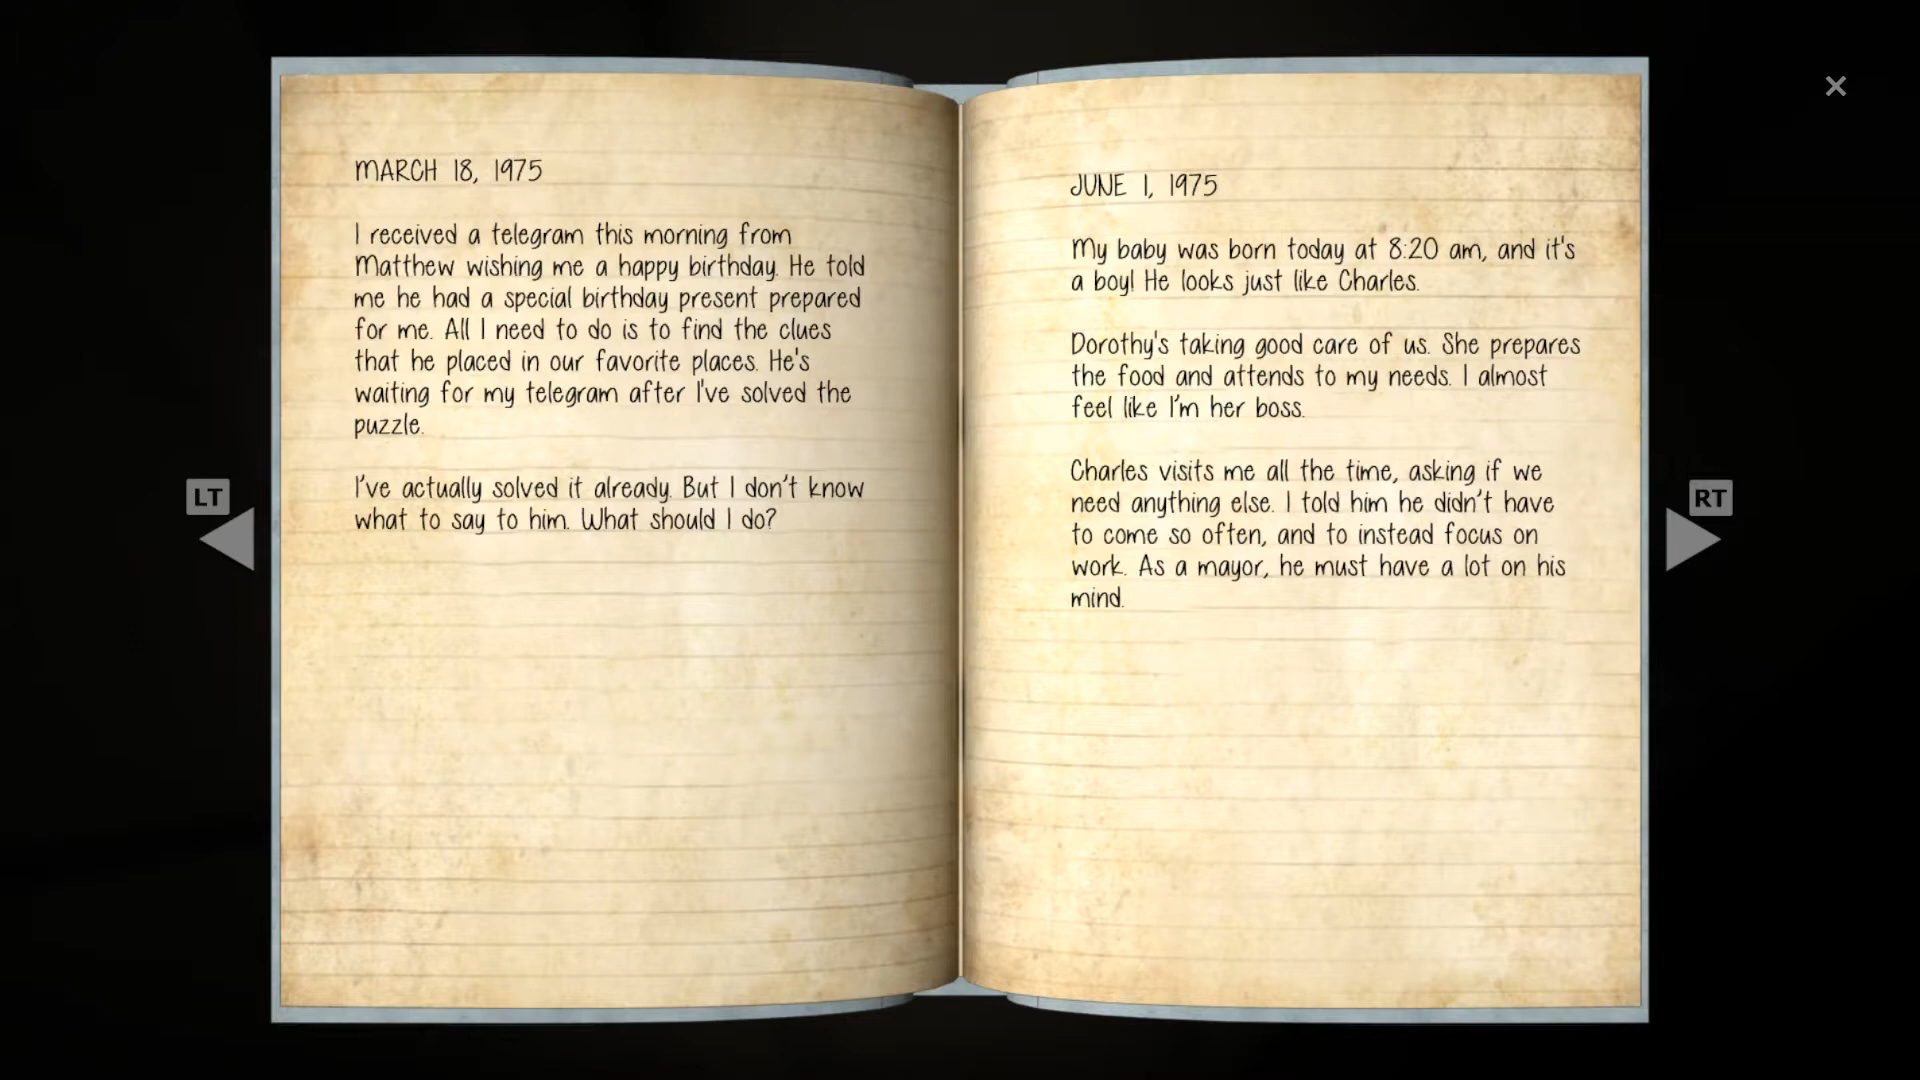 MARCH 18, 1975
I received a telegram this morning from
Matthew wishing me a happy birthday. He told
me he had a special birthday present prepared
for me. All I need to do is to find the clues
that he placed in our favorite places. He's
waiting for my telegram after I've solved the
puzzle.
I've actually solved it already. But I don't know
what to say to him. What should I do?
JUNE 1, 1975
My baby was born today at 8:20 am, and it's
a boy! He looks just like Charles.
Dorothy's taking good care of us. She prepares
the food and attends to my needs. I almost
feel like I'm her boss.
Charles visits me all the time, asking if we
need anything else. I told him he didn't have
to come so often, and to instead focus on
work. As a mayor, he must have a lot on his
mind.
LT
RT